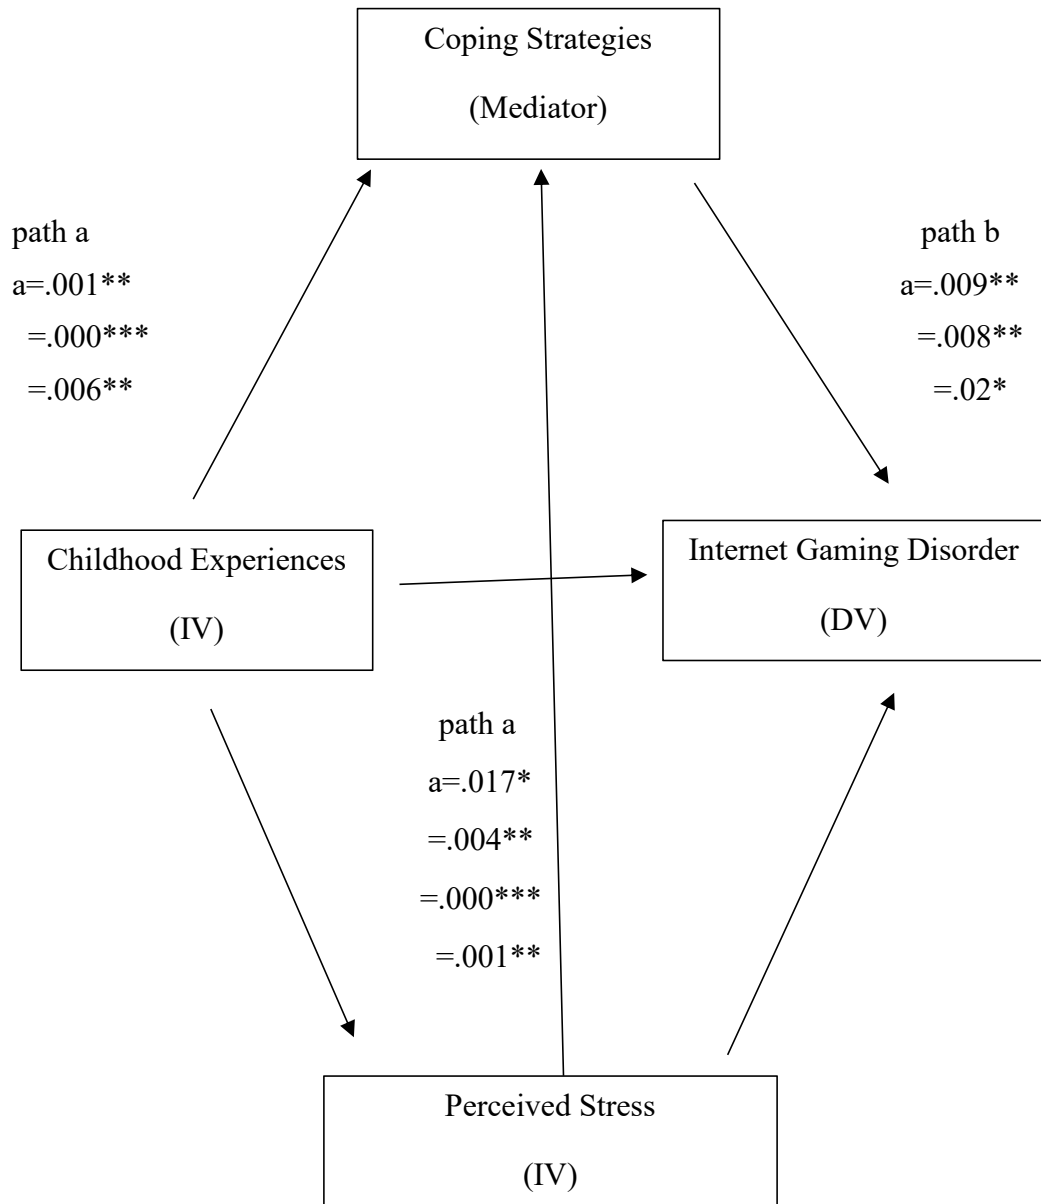 Coping Strategies
(Mediator)
path a
a=.001**
=.000***
=.006**
path b
a=.009**
=.008**
=.02*
Childhood Experiences
(IV)
Internet Gaming Disorder
(DV)
path a
a=.017*
=.004**
=.000***
=.001**
Perceived Stress
(IV)